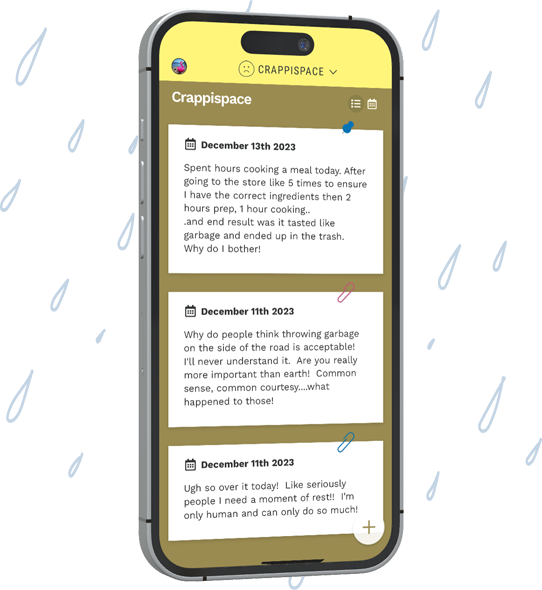 CRAPPISPACE
Crappispace
December 13th 2023
Spent hours cooking a meal today. After
going to the store like 5 times to ensure
I have the correct ingredients then 2
hours prep, 1 hour cooking..
.and end result was it tasted like
garbage and ended up in the trash.
Why do I bother!
December 11th 2023
Why do people think throwing garbage
on the side of the road is acceptable!
I'll never understand it. Are you really
more important than earth! Common
sense, common courtesy....what
happened to those!
December 11th 2023
Ugh so over it today! Like seriously
people I need a moment of rest!! I'm
only human and can only do so much!